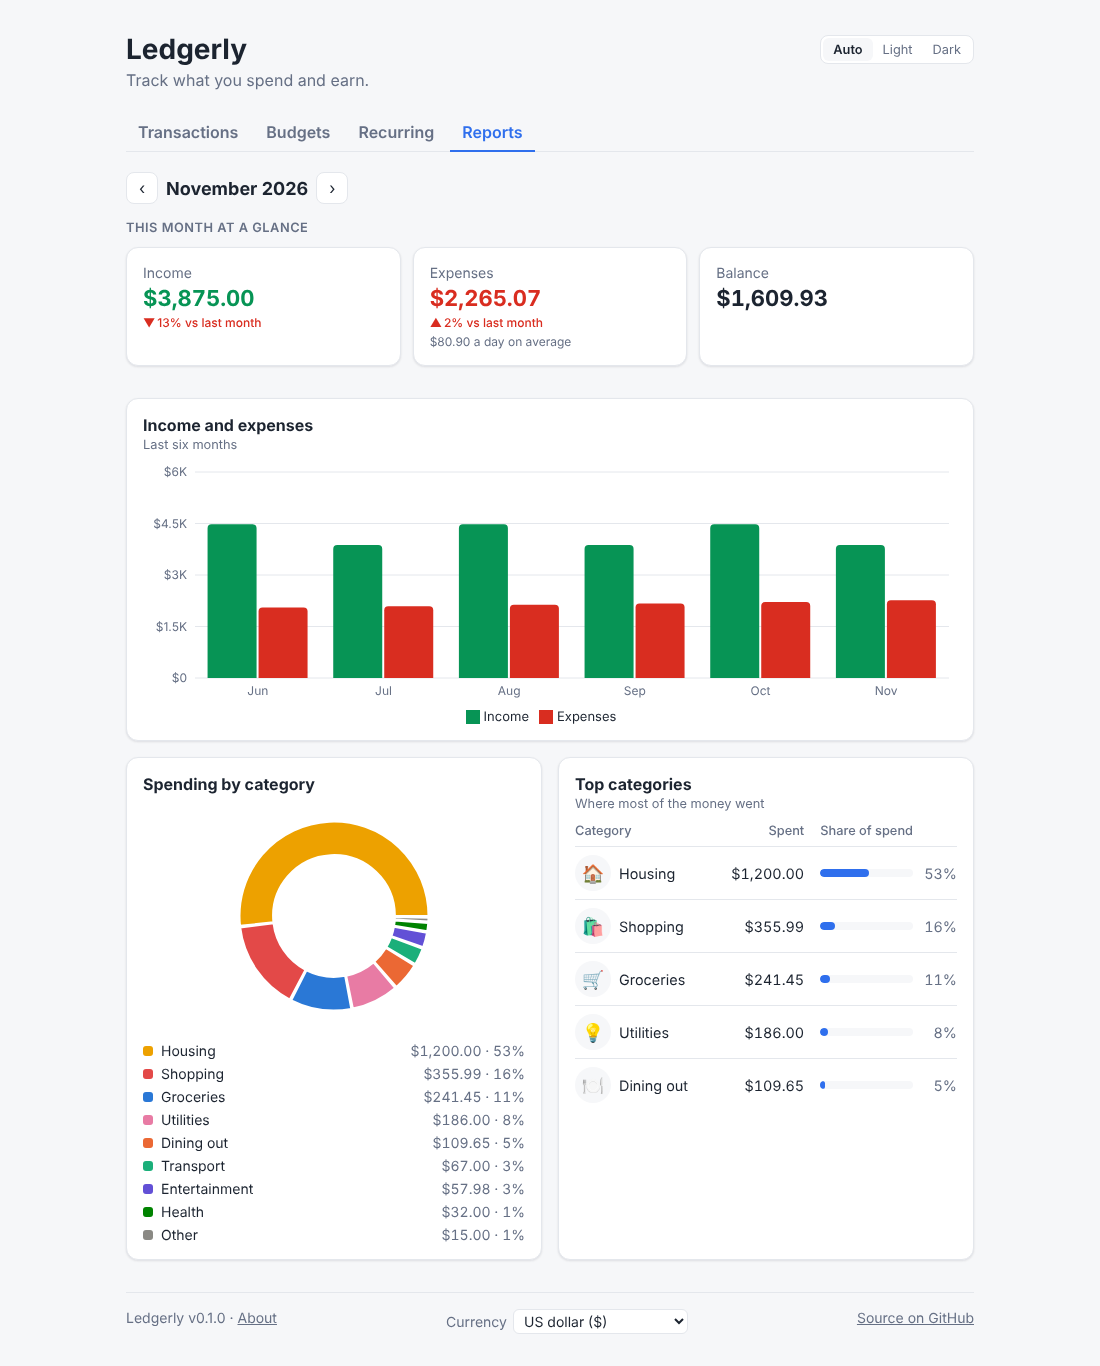 Ledgerly
Track what you spend and earn.
Auto Light Dark
Transactions Budgets Recurring Reports
‹ November 2026 ›
THIS MONTH AT A GLANCE
Income
$3,875.00
▼ 13% vs last month
Expenses
$2,265.07
▲ 2% vs last month
$80.90 a day on average
Balance
$1,609.93
Income and expenses
Last six months
$6K
$4.5K
$3K
$1.5K
$0
Jun Jul Aug Sep Oct Nov
Income Expenses
Spending by category
Housing $1,200.00 · 53%
Shopping $355.99 · 16%
Groceries $241.45 · 11%
Utilities $186.00 · 8%
Dining out $109.65 · 5%
Transport $67.00 · 3%
Entertainment $57.98 · 3%
Health $32.00 · 1%
Other $15.00 · 1%
Top categories
Where most of the money went
Category Spent Share of spend
Housing $1,200.00 53%
Shopping $355.99 16%
Groceries $241.45 11%
Utilities $186.00 8%
Dining out $109.65 5%
Ledgerly v0.1.0 · About
Currency US dollar ($)
Source on GitHub